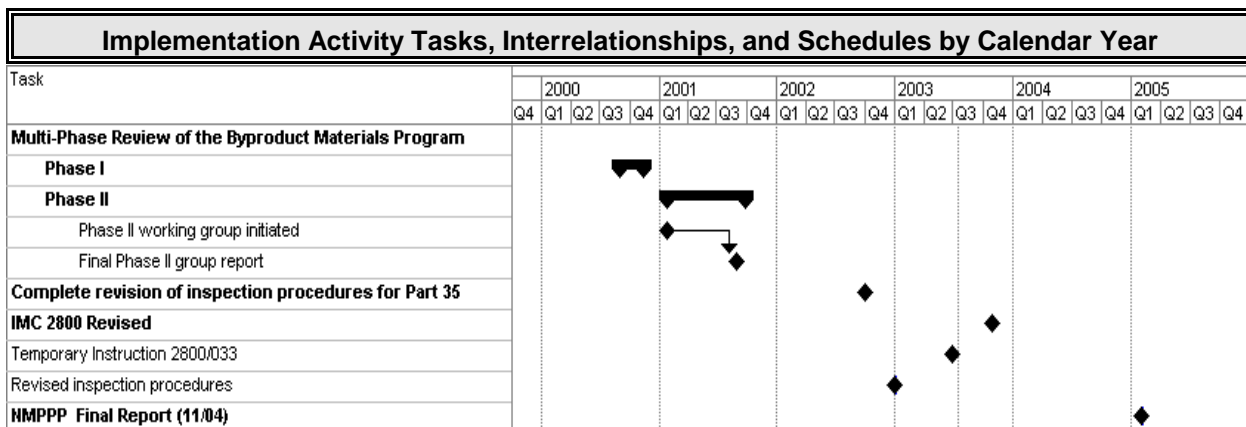 Implementation Activity Tasks, Interrelationships, and Schedules by Calendar Year
Task
2000 2001 2002 2003 2004 2005
Q4 Q1 Q2 Q3 Q4 Q1 Q2 Q3 Q4 Q1 Q2 Q3 Q4 Q1 Q2 Q3 Q4 Q1 Q2 Q3 Q4 Q1 Q2 Q3 Q4
Multi-Phase Review of the Byproduct Materials Program
Phase I
Phase II
Phase II working group initiated
Final Phase II group report
Complete revision of inspection procedures for Part 35
IMC 2800 Revised
Temporary Instruction 2800/033
Revised inspection procedures
NMPPP Final Report (11/04)